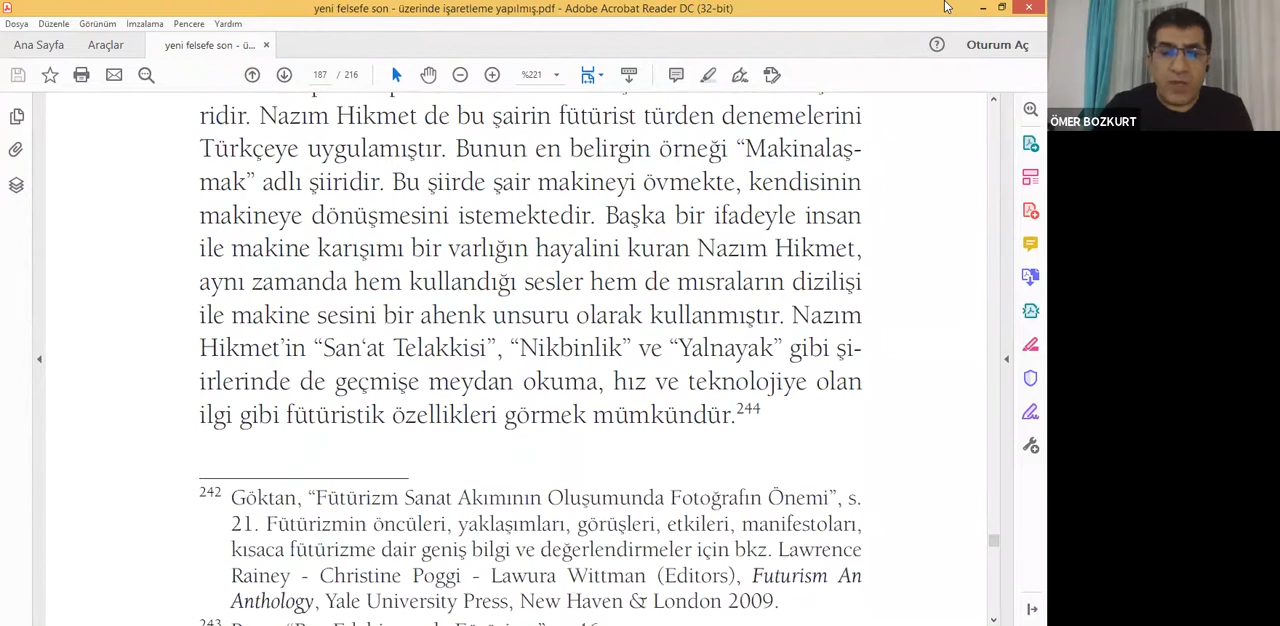 yeni felsefe son - üzerinde işaretleme yapılmış.pdf - Adobe Acrobat Reader DC (32-bit)
Dosya Düzenle Görünüm İmzalama Pencere Yardım
Ana Sayfa Araçlar yeni felsefe son - ü... × Oturum Aç
187 / 216 %221
ÖMER BOZKURT
ridir. Nazım Hikmet de bu şairin fütürist türden denemelerini
Türkçeye uygulamıştır. Bunun en belirgin örneği “Makinalaş-
mak” adlı şiiridir. Bu şiirde şair makineyi övmekte, kendisinin
makineye dönüşmesini istemektedir. Başka bir ifadeyle insan
ile makine karışımı bir varlığın hayalini kuran Nazım Hikmet,
aynı zamanda hem kullandığı sesler hem de mısraların dizilişi
ile makine sesini bir ahenk unsuru olarak kullanmıştır. Nazım
Hikmet’in “San‘at Telakkisi”, “Nikbinlik” ve “Yalnayak” gibi şi-
irlerinde de geçmişe meydan okuma, hız ve teknolojiye olan
ilgi gibi fütüristik özellikleri görmek mümkündür.244
242 Göktan, “Fütürizm Sanat Akımının Oluşumunda Fotoğrafın Önemi”, s.
21. Fütürizmin öncüleri, yaklaşımları, görüşleri, etkileri, manifestoları,
kısaca fütürizme dair geniş bilgi ve değerlendirmeler için bkz. Lawrence
Rainey - Christine Poggi - Lawura Wittman (Editors), Futurism An
Anthology, Yale University Press, New Haven & London 2009.